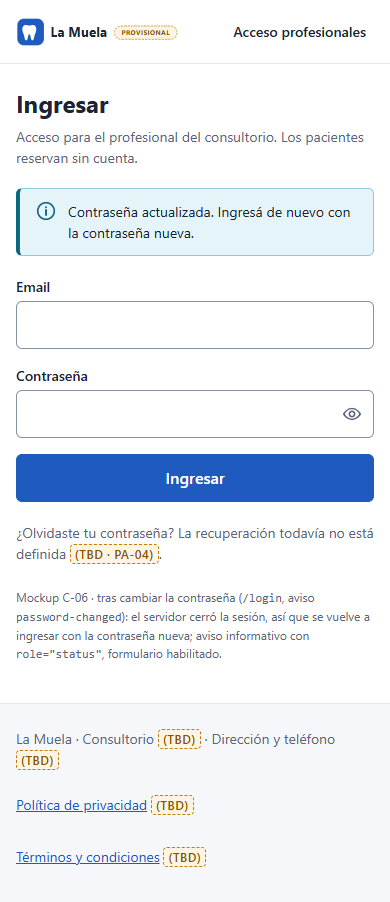 La Muela PROVISIONAL Acceso profesionales
Ingresar
Acceso para el profesional del consultorio. Los pacientes
reservan sin cuenta.
Contraseña actualizada. Ingresá de nuevo con
la contraseña nueva.
Email
Contraseña
Ingresar
¿Olvidaste tu contraseña? La recuperación todavía no está
definida (TBD · PA-04).
Mockup C-06 · tras cambiar la contraseña (/login, aviso
password-changed): el servidor cerró la sesión, así que se vuelve a
ingresar con la contraseña nueva; aviso informativo con
role="status", formulario habilitado.
La Muela · Consultorio (TBD) · Dirección y teléfono
(TBD)
Política de privacidad (TBD)
Términos y condiciones (TBD)